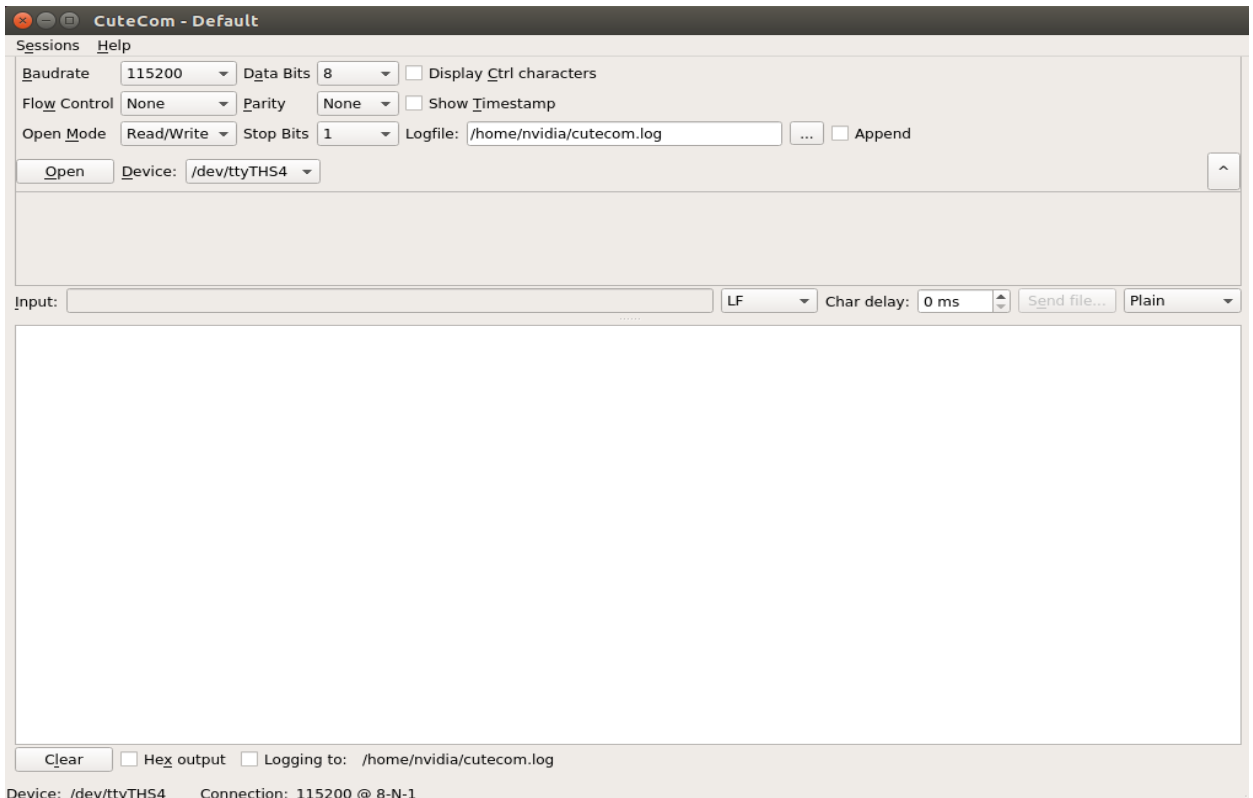 CuteCom - Default
Sessions Help
Baudrate 115200 Data Bits 8 Display Ctrl characters
Flow Control None Parity None Show Timestamp
Open Mode Read/Write Stop Bits 1 Logfile: /home/nvidia/cutecom.log ... Append
Open Device: /dev/ttyTHS4 ^
Input: LF Char delay: 0 ms Send file... Plain
Clear Hex output Logging to: /home/nvidia/cutecom.log
Device: /dev/ttyTHS4 Connection: 115200 @ 8-N-1